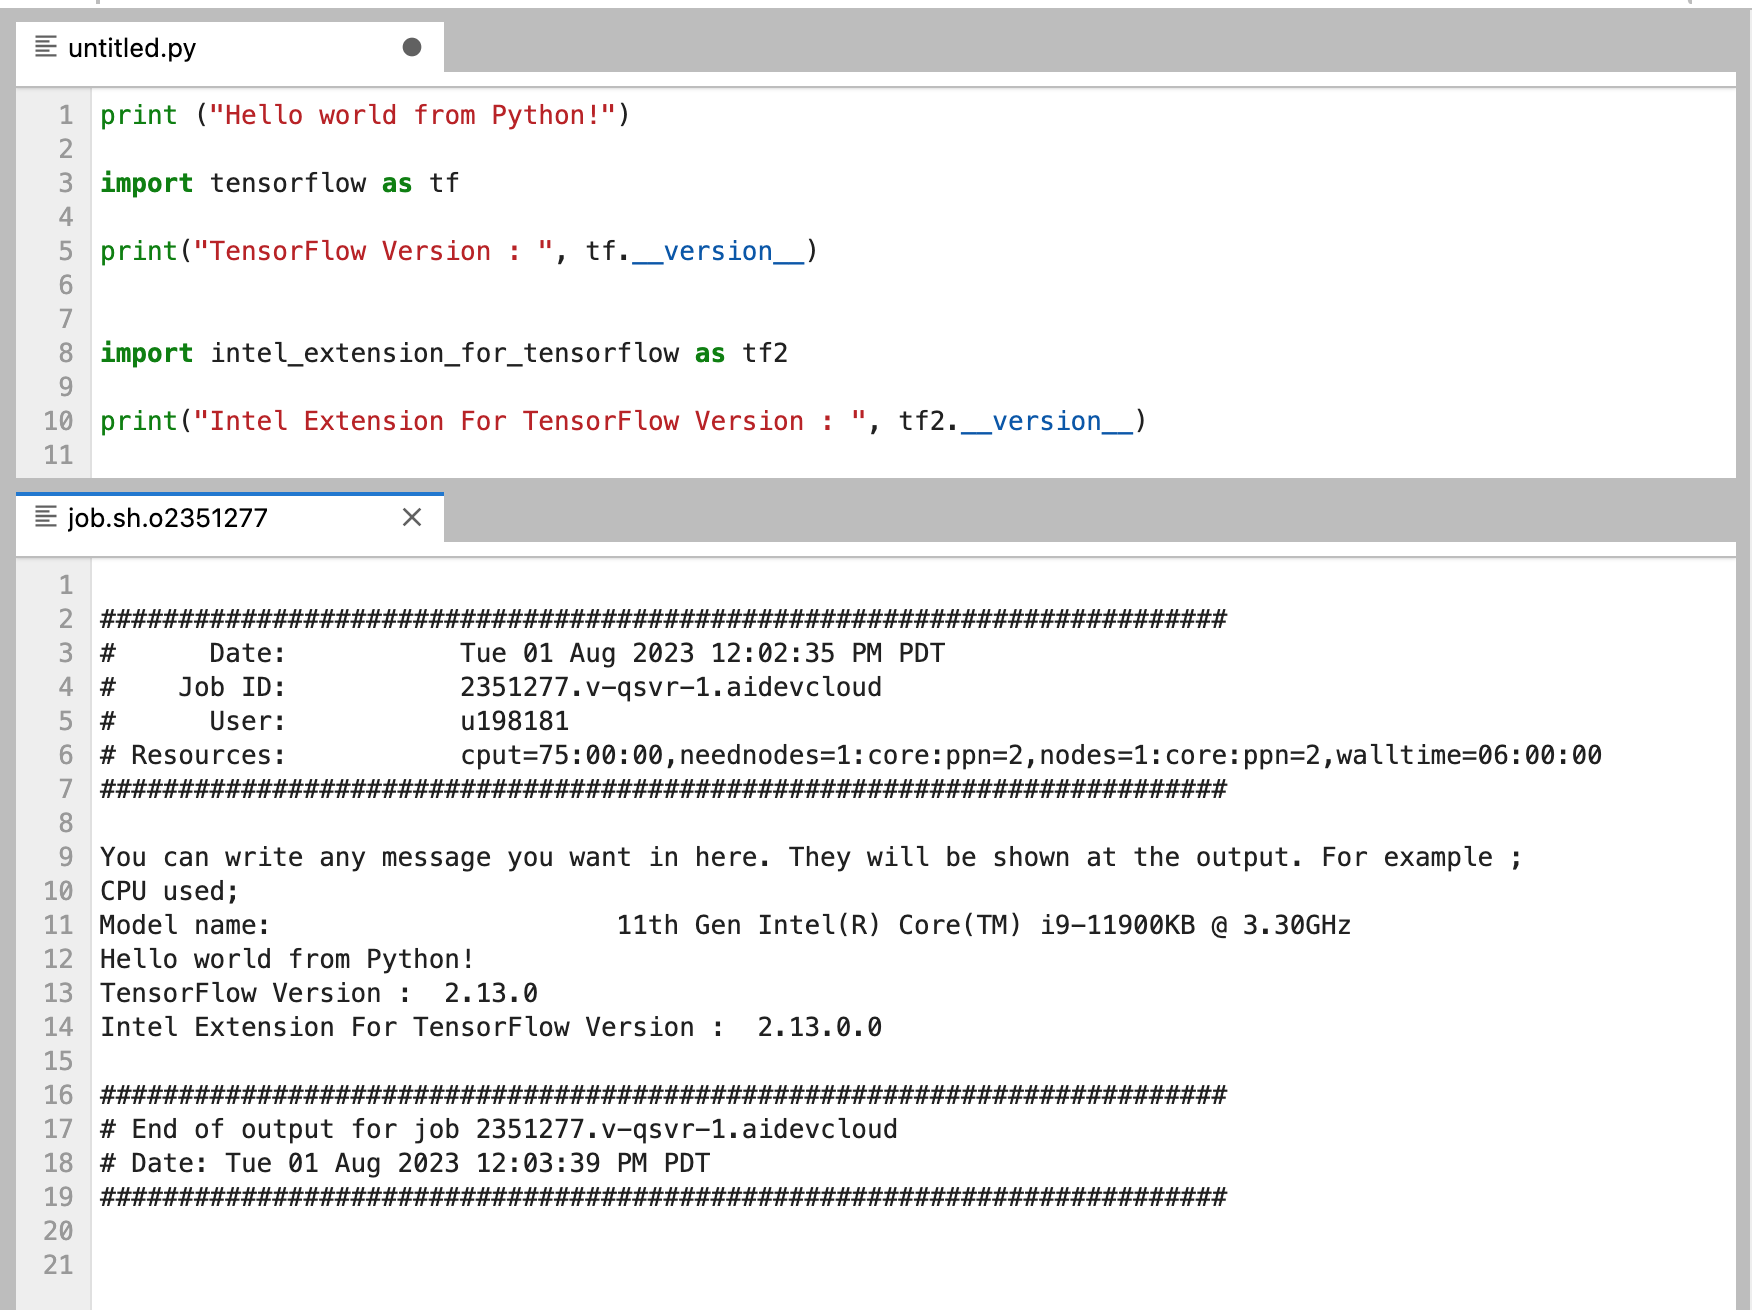 untitled.py
1 print ("Hello world from Python!")
2
3 import tensorflow as tf
4
5 print("TensorFlow Version : ", tf.__version__)
6
7
8 import intel_extension_for_tensorflow as tf2
9
10 print("Intel Extension For TensorFlow Version : ", tf2.__version__)
11
job.sh.o2351277
1
2 ########################################################################
3 #      Date:           Tue 01 Aug 2023 12:02:35 PM PDT
4 #    Job ID:           2351277.v-qsvr-1.aidevcloud
5 #      User:           u198181
6 # Resources:           cput=75:00:00,neednodes=1:core:ppn=2,nodes=1:core:ppn=2,walltime=06:00:00
7 ########################################################################
8
9 You can write any message you want in here. They will be shown at the output. For example ;
10 CPU used;
11 Model name:                      11th Gen Intel(R) Core(TM) i9-11900KB @ 3.30GHz
12 Hello world from Python!
13 TensorFlow Version :  2.13.0
14 Intel Extension For TensorFlow Version :  2.13.0.0
15
16 ########################################################################
17 # End of output for job 2351277.v-qsvr-1.aidevcloud
18 # Date: Tue 01 Aug 2023 12:03:39 PM PDT
19 ########################################################################
20
21